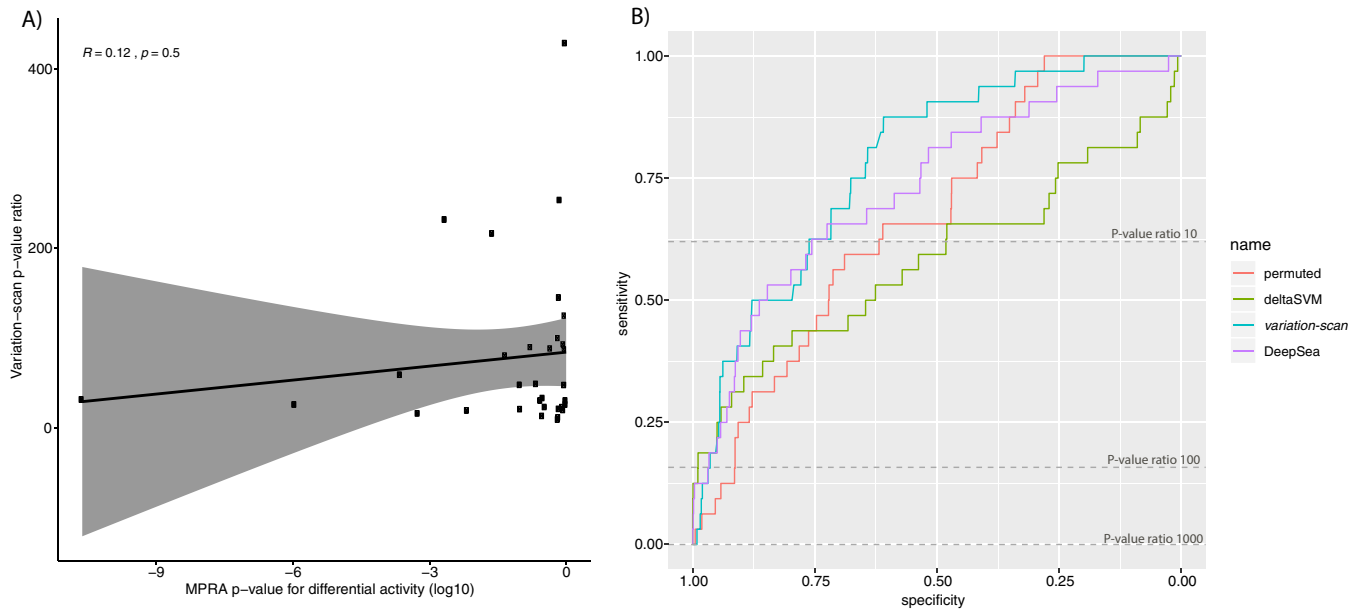 A)
R = 0.12 , p = 0.5
400
200
0
Variation−scan p−value ratio
−9
−6
−3
0
MPRA p−value for differential activity (log10)
B)
1.00
0.75
0.50
0.25
0.00
sensitivity
P-value ratio 10
P-value ratio 100
P-value ratio 1000
1.00
0.75
0.50
0.25
0.00
specificity
name
permuted
deltaSVM
variation-scan
DeepSea